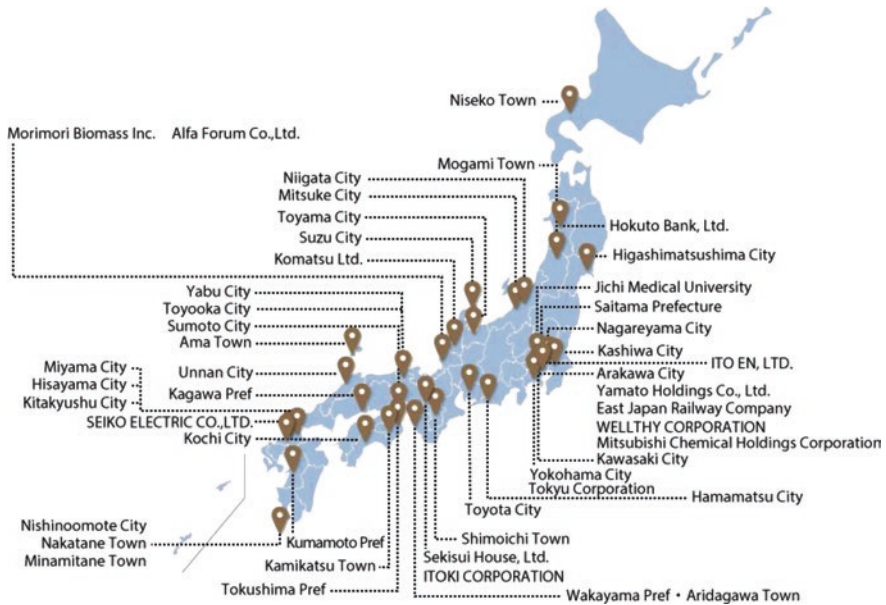 Niseko Town
Morimori Biomass Inc. Alfa Forum Co.,Ltd.
Mogami Town
Niigata City
Mitsuke City
Toyama City
Suzu City
Komatsu Ltd.
Hokuto Bank, Ltd.
Higashimatsushima City
Jichi Medical University
Saitama Prefecture
Nagareyama City
Kashiwa City
ITO EN, LTD.
Arakawa City
Yamato Holdings Co., Ltd.
East Japan Railway Company
WELLTHY CORPORATION
Mitsubishi Chemical Holdings Corporation
Kawasaki City
Yokohama City
Tokyu Corporation
Hamamatsu City
Yabu City
Toyooka City
Sumoto City
Ama Town
Unnan City
Kagawa Pref
Miyama City
Hisayama City
Kitakyushu City
SEIKO ELECTRIC CO.,LTD.
Kochi City
Toyota City
Shimoichi Town
Sekisui House, Ltd.
ITOKI CORPORATION
Nishinoomote City
Nakatane Town
Minamitane Town
Kumamoto Pref
Kamikatsu Town
Tokushima Pref
Wakayama Pref・Aridagawa Town